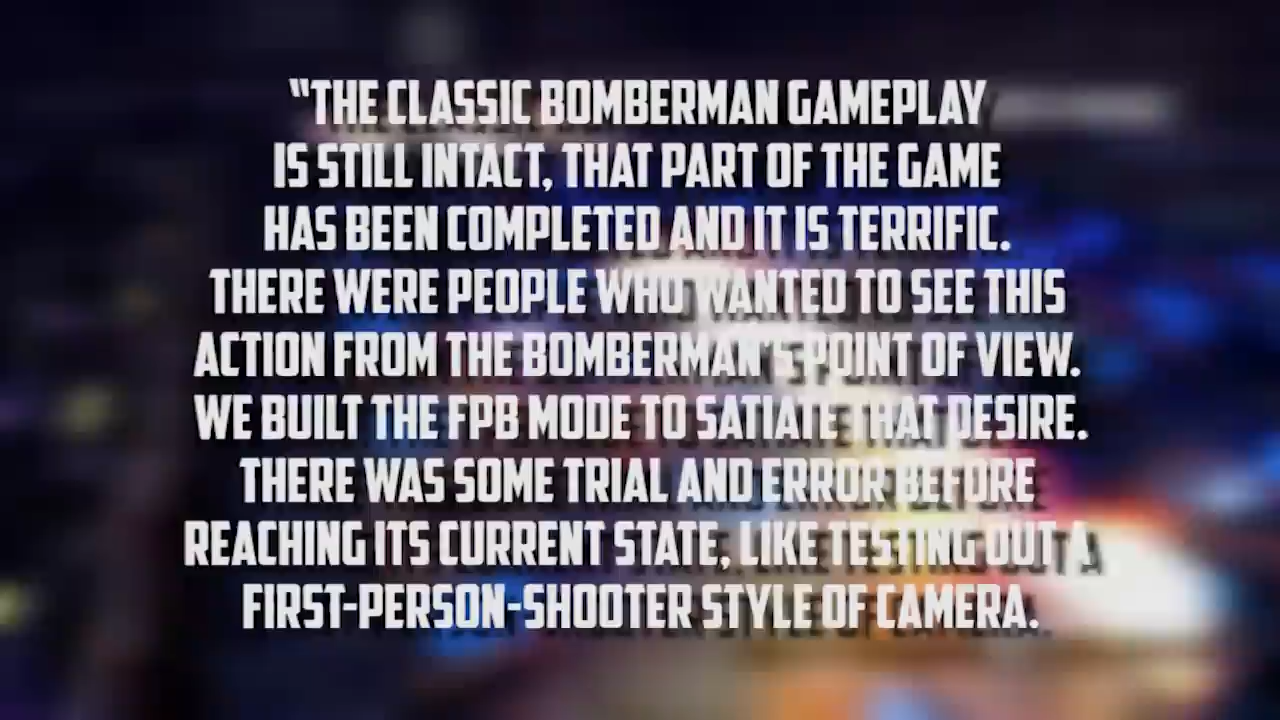 “THE CLASSIC BOMBERMAN GAMEPLAY
IS STILL INTACT, THAT PART OF THE GAME
HAS BEEN COMPLETED AND IT IS TERRIFIC.
THERE WERE PEOPLE WHO WANTED TO SEE THIS
ACTION FROM THE BOMBERMAN'S POINT OF VIEW.
WE BUILT THE FPB MODE TO SATIATE THAT DESIRE.
THERE WAS SOME TRIAL AND ERROR BEFORE
REACHING ITS CURRENT STATE, LIKE TESTING OUT A
FIRST-PERSON-SHOOTER STYLE OF CAMERA.